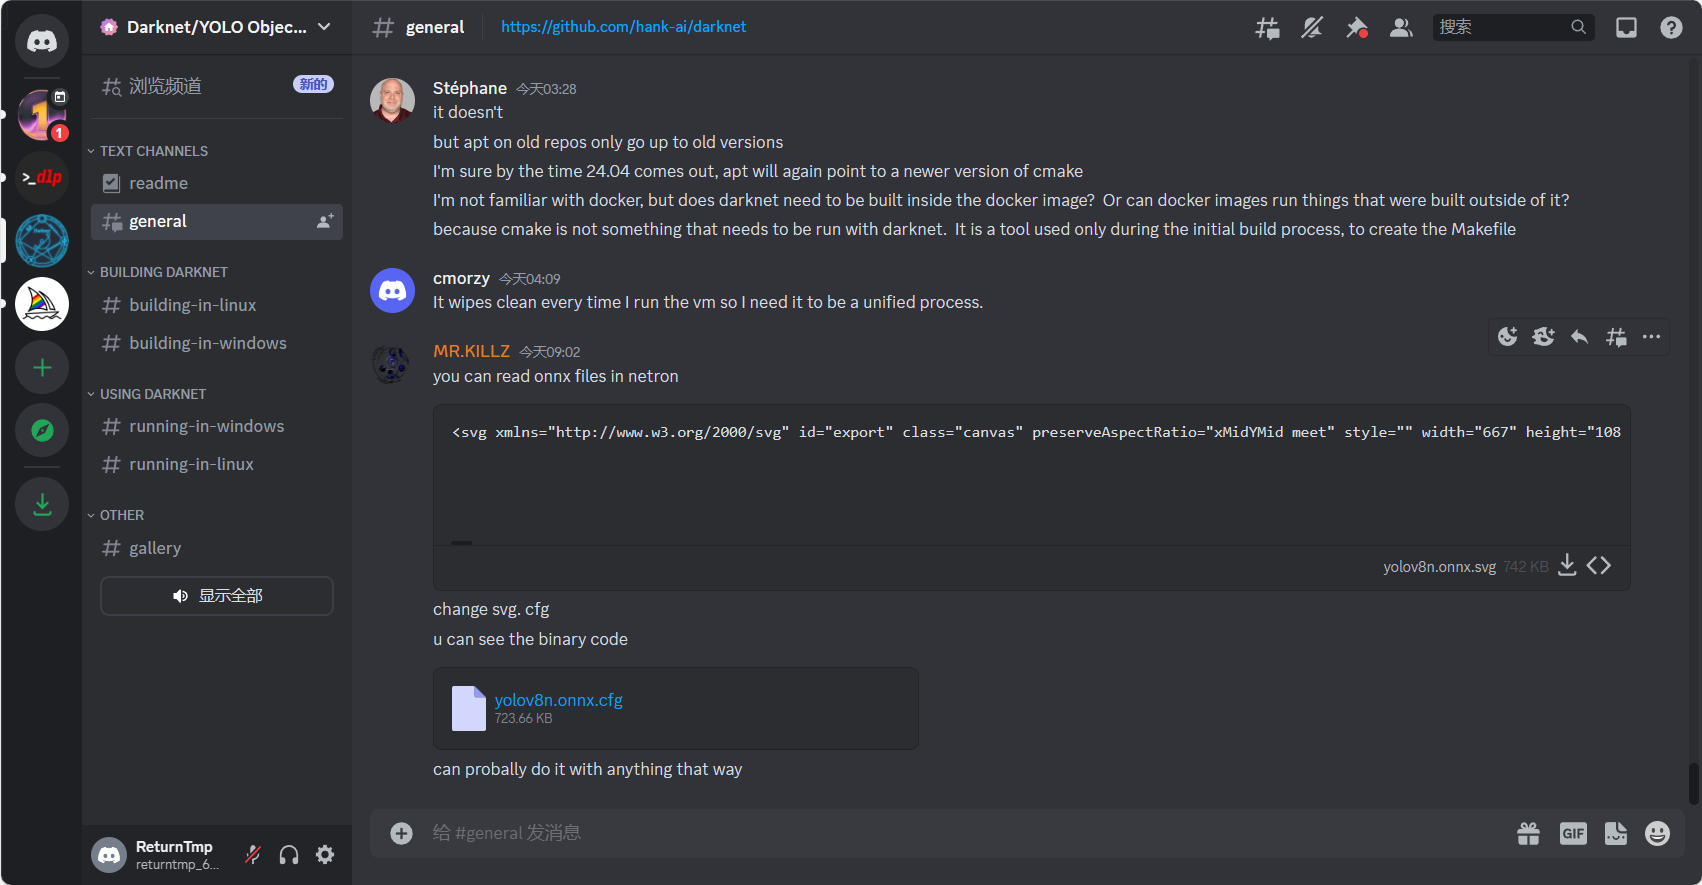 Darknet/YOLO Objec...
general
https://github.com/hank-ai/darknet
搜索
1
1
>_dlp
浏览频道
新的
TEXT CHANNELS
readme
general
BUILDING DARKNET
building-in-linux
building-in-windows
USING DARKNET
running-in-windows
running-in-linux
OTHER
gallery
显示全部
ReturnTmp
returntmp_6...
Stéphane 今天03:28
it doesn't
but apt on old repos only go up to old versions
I'm sure by the time 24.04 comes out, apt will again point to a newer version of cmake
I'm not familiar with docker, but does darknet need to be built inside the docker image?  Or can docker images run things that were built outside of it?
because cmake is not something that needs to be run with darknet.  It is a tool used only during the initial build process, to create the Makefile
cmorzy 今天04:09
It wipes clean every time I run the vm so I need it to be a unified process.
MR.KILLZ 今天09:02
you can read onnx files in netron
<svg xmlns="http://www.w3.org/2000/svg" id="export" class="canvas" preserveAspectRatio="xMidYMid meet" style="" width="667" height="108
yolov8n.onnx.svg 742 KB
change svg. cfg
u can see the binary code
yolov8n.onnx.cfg
723.66 KB
can probally do it with anything that way
给 #general 发消息
GIF